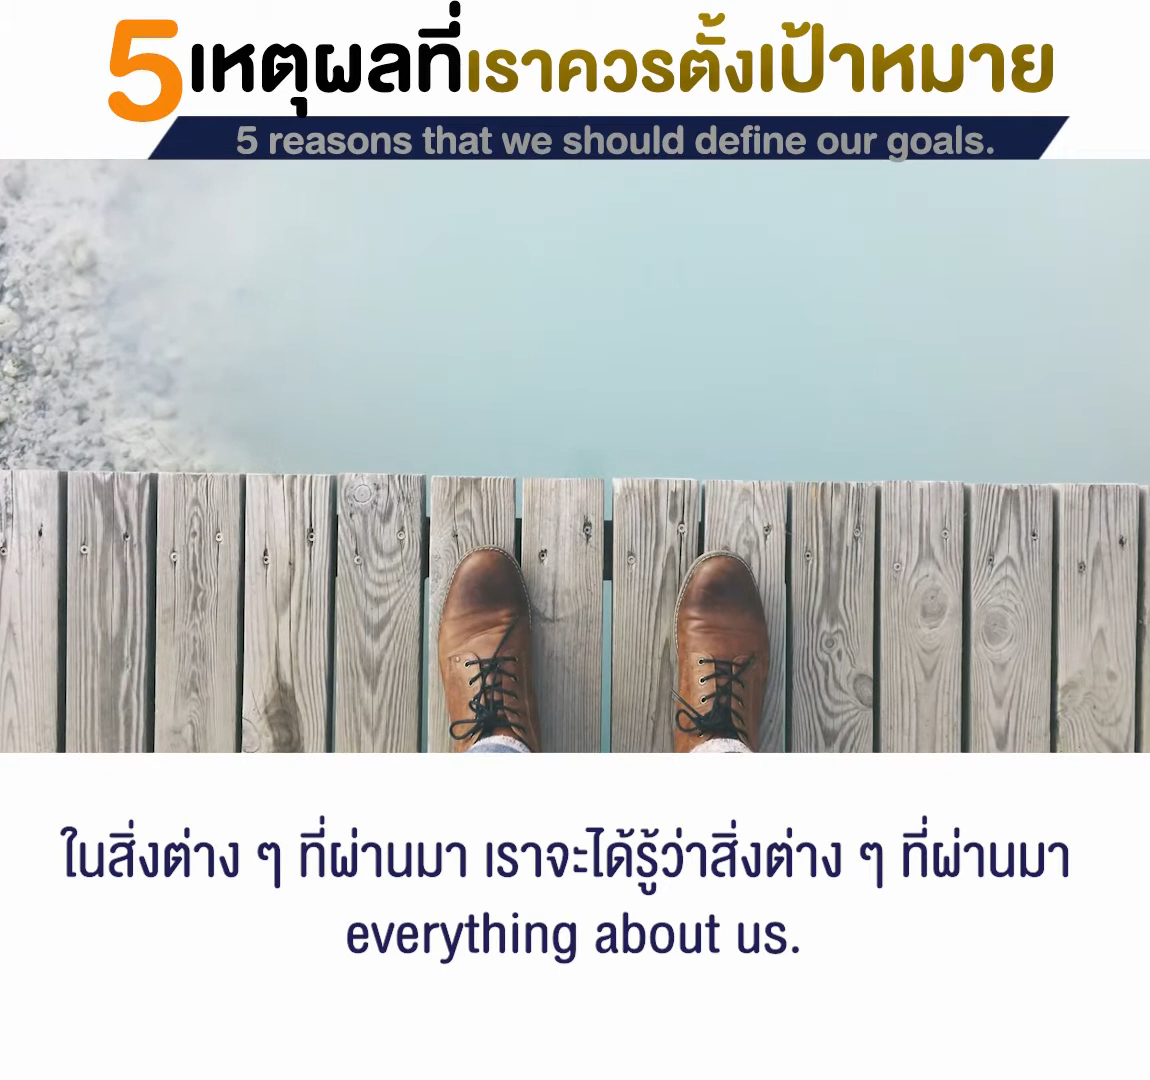 5 เหตุผลที่เราควรตั้งเป้าหมาย
5 reasons that we should define our goals.
ในสิ่งต่าง ๆ ที่ผ่านมา เราจะได้รู้ว่าสิ่งต่าง ๆ ที่ผ่านมา
everything about us.